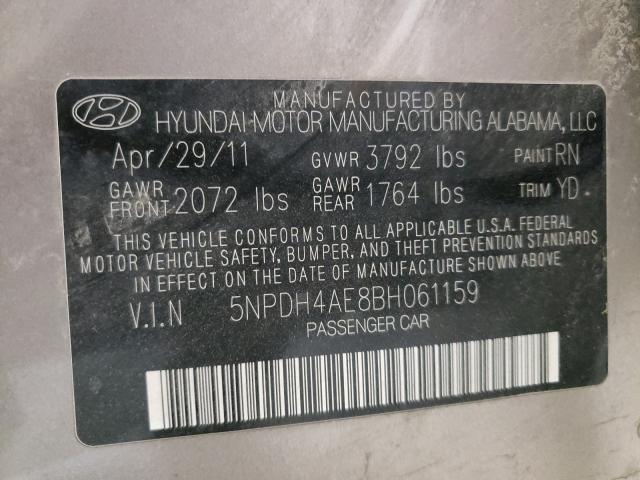 MANUFACTURED BY
HYUNDAI MOTOR MANUFACTURING ALABAMA, LLC
Apr/29/11 GVWR 3792 lbs PAINT RN
GAWR FRONT 2072 lbs GAWR REAR 1764 lbs TRIM YD
THIS VEHICLE CONFORMS TO ALL APPLICABLE U.S.A. FEDERAL
MOTOR VEHICLE SAFETY, BUMPER, AND THEFT PREVENTION STANDARDS
IN EFFECT ON THE DATE OF MANUFACTURE SHOWN ABOVE.
V.I.N 5NPDH4AE8BH061159
PASSENGER CAR